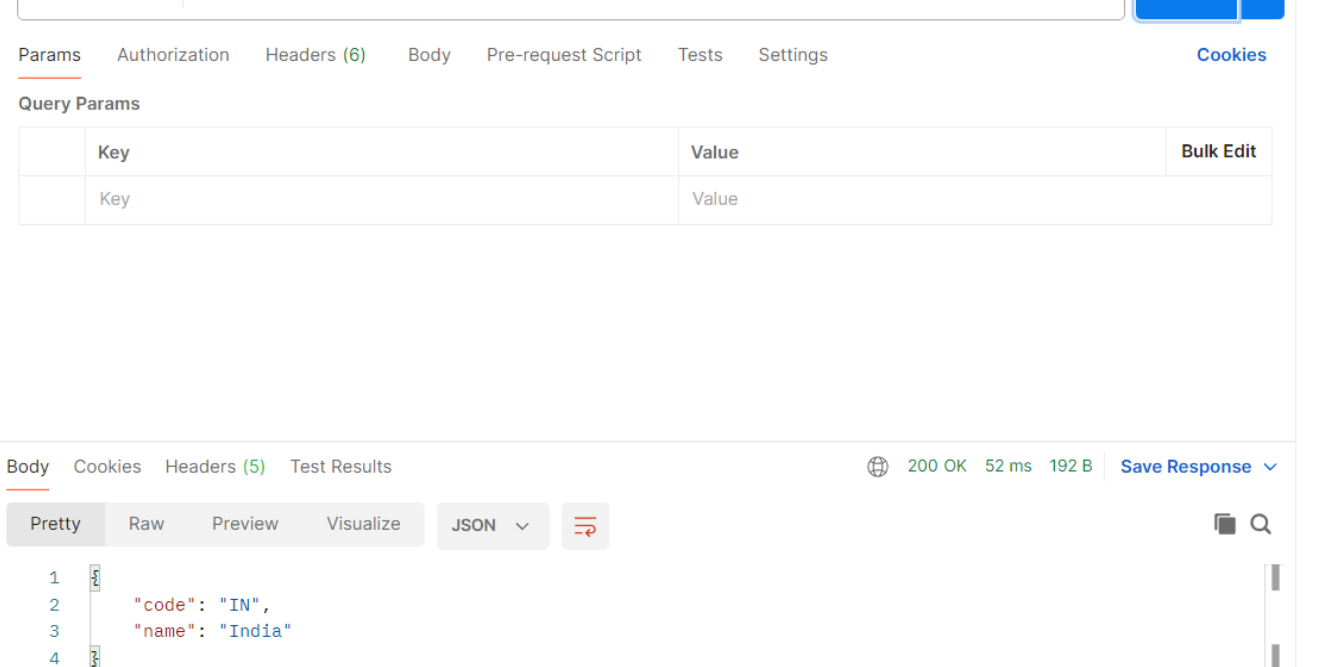 Params Authorization Headers (6) Body Pre-request Script Tests Settings Cookies
Query Params
Key Value Bulk Edit
Key Value
Body Cookies Headers (5) Test Results 200 OK 52 ms 192 B Save Response
Pretty Raw Preview Visualize JSON
1 {
2 "code": "IN",
3 "name": "India"
4 }